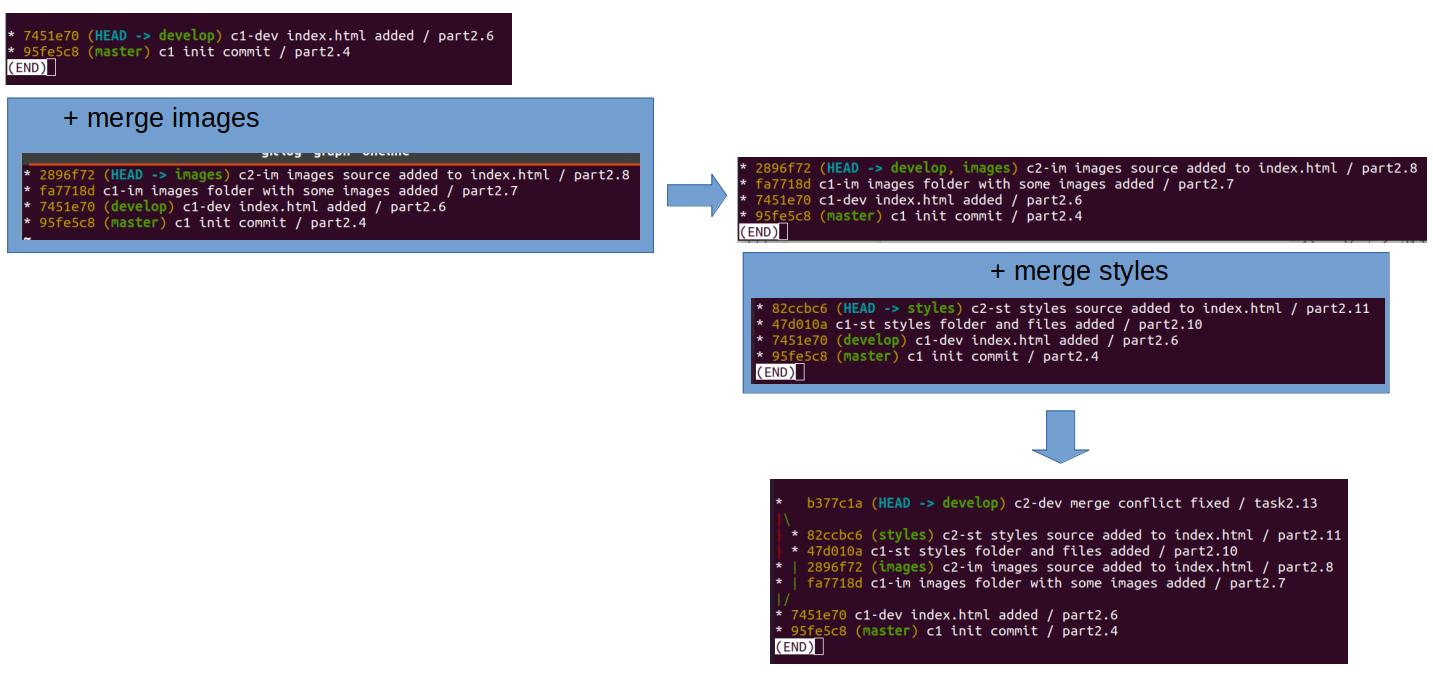 * 7451e70 (HEAD -> develop) c1-dev index.html added / part2.6
* 95fe5c8 (master) c1 init commit / part2.4
(END)
+ merge images
* 2896f72 (HEAD -> images) c2-im images source added to index.html / part2.8
* fa7718d c1-im images folder with some images added / part2.7
* 7451e70 (develop) c1-dev index.html added / part2.6
* 95fe5c8 (master) c1 init commit / part2.4
~
* 2896f72 (HEAD -> develop, images) c2-im images source added to index.html / part2.8
* fa7718d c1-im images folder with some images added / part2.7
* 7451e70 c1-dev index.html added / part2.6
* 95fe5c8 (master) c1 init commit / part2.4
(END)
+ merge styles
* 82ccbc6 (HEAD -> styles) c2-st styles source added to index.html / part2.11
* 47d010a c1-st styles folder and files added / part2.10
* 7451e70 (develop) c1-dev index.html added / part2.6
* 95fe5c8 (master) c1 init commit / part2.4
(END)
*   b377c1a (HEAD -> develop) c2-dev merge conflict fixed / task2.13
|\
| * 82ccbc6 (styles) c2-st styles source added to index.html / part2.11
| * 47d010a c1-st styles folder and files added / part2.10
* | 2896f72 (images) c2-im images source added to index.html / part2.8
* | fa7718d c1-im images folder with some images added / part2.7
|/
* 7451e70 c1-dev index.html added / part2.6
* 95fe5c8 (master) c1 init commit / part2.4
(END)